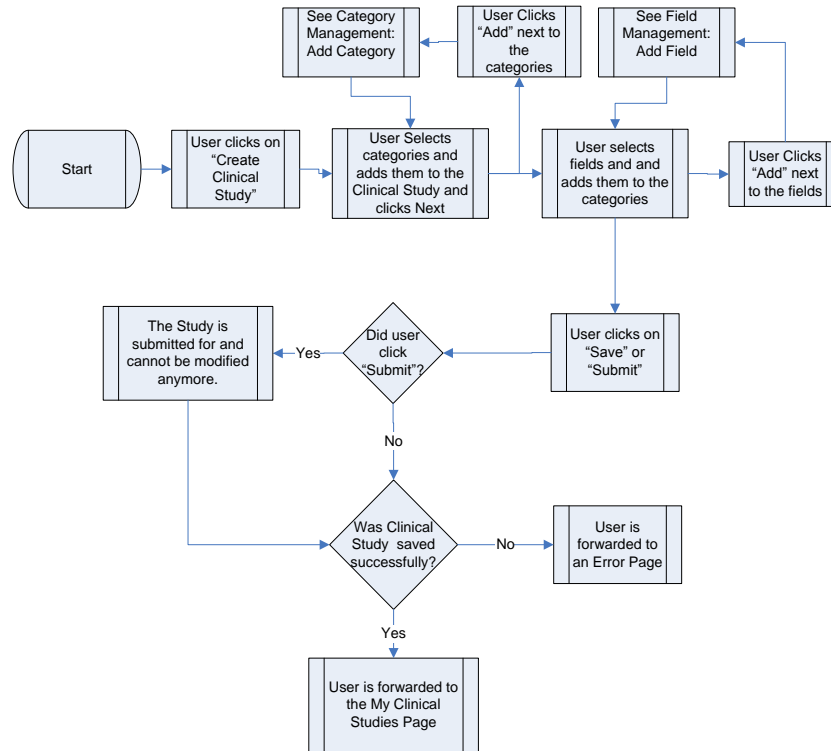 See Category
Management:
Add Category
User Clicks
“Add” next to
the
categories
See Field
Management:
Add Field
Start
User clicks on
“Create
Clinical
Study”
User Selects
categories and
adds them to the
Clinical Study and
clicks Next
User selects
fields and and
adds them to the
categories
User Clicks
“Add” next
to the fields
The Study is
submitted for and
cannot be modified
anymore.
Yes
Did user
click
“Submit”?
User clicks on
“Save” or
“Submit”
No
Was Clinical
Study saved
successfully?
No
User is
forwarded to
an Error Page
Yes
User is forwarded to
the My Clinical
Studies Page